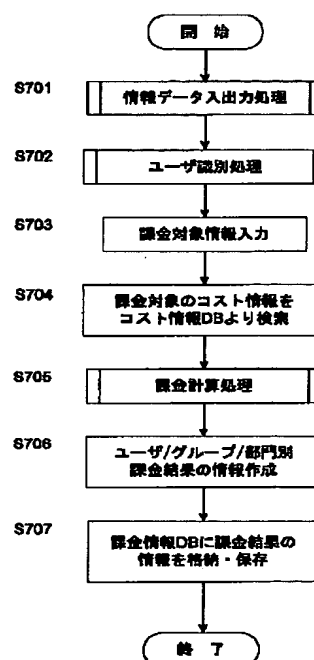 開 始
S701
情報データ入出力処理
S702
ユーザ識別処理
S703
課金対象情報入力
S704
課金対象のコスト情報を
コスト情報DBより検索
S705
課金計算処理
S706
ユーザ/グループ/部門別
課金結果の情報作成
S707
課金情報DBに課金結果の
情報を格納・保存
終 了